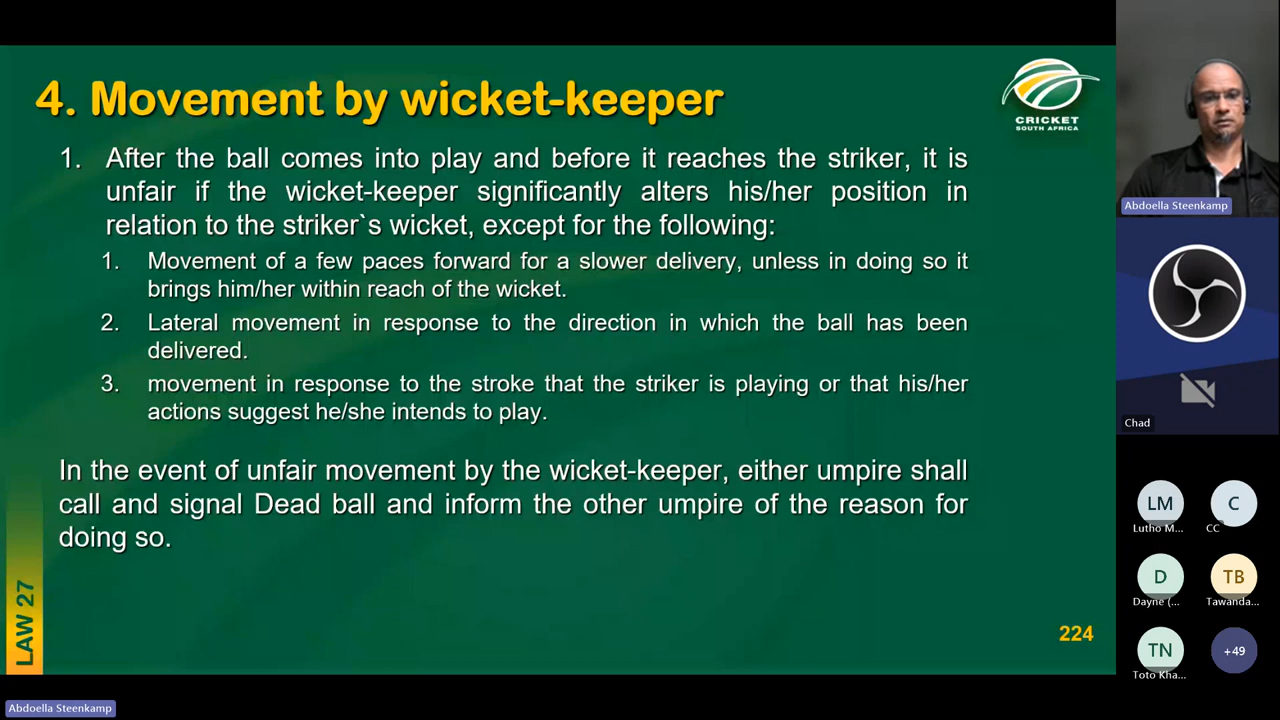 4. Movement by wicket-keeper
CRICKET
SOUTH AFRICA
1. After the ball comes into play and before it reaches the striker, it is
unfair if the wicket-keeper significantly alters his/her position in
relation to the striker`s wicket, except for the following:
1. Movement of a few paces forward for a slower delivery, unless in doing so it
brings him/her within reach of the wicket.
2. Lateral movement in response to the direction in which the ball has been
delivered.
3. movement in response to the stroke that the striker is playing or that his/her
actions suggest he/she intends to play.
In the event of unfair movement by the wicket-keeper, either umpire shall
call and signal Dead ball and inform the other umpire of the reason for
doing so.
LAW 27
224
Abdoella Steenkamp
Abdoella Steenkamp
Chad
LM
Lutho M...
C
CC
D
Dayne (...
TB
Tawanda...
TN
Toto Kha...
+49